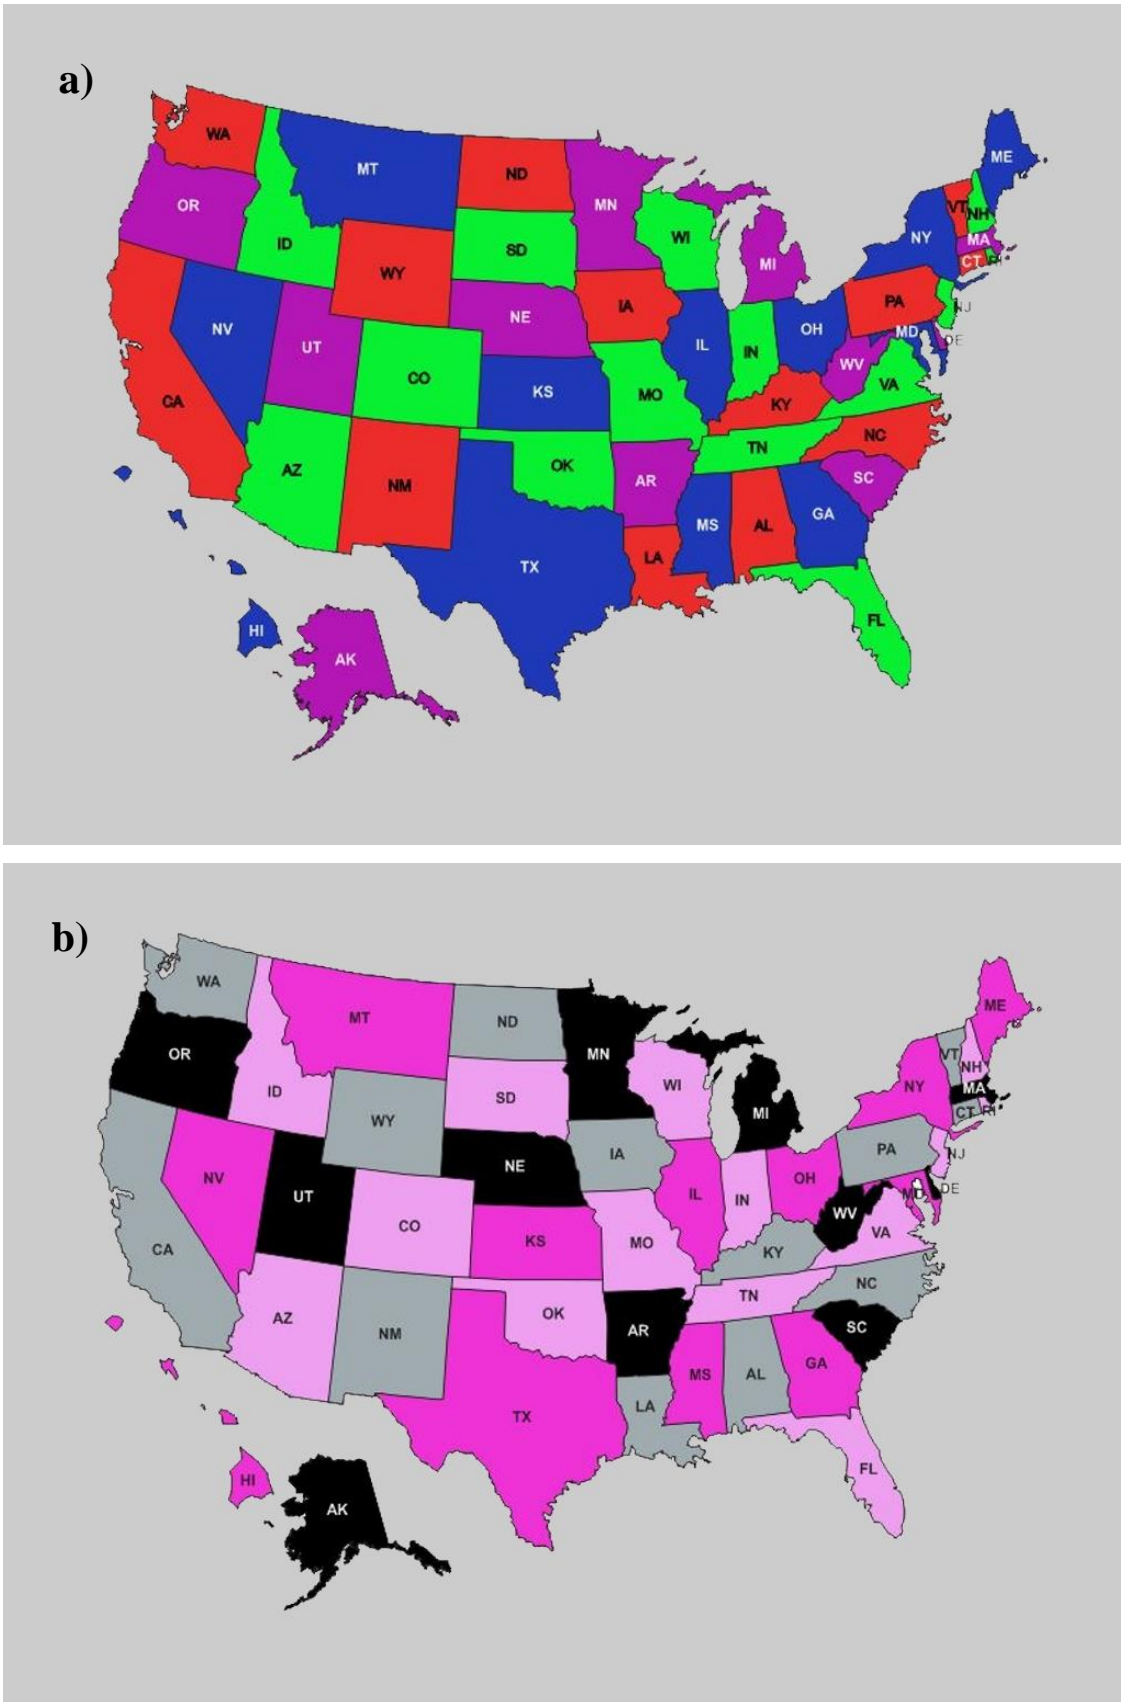 a)
WA
MT
ND
MN
ME
OR
ID
SD
WI
MI
NY
VT
NH
MA
CT
RI
WY
NE
IA
PA
NJ
NV
UT
CO
KS
IL
IN
OH
MD
DE
WV
VA
CA
MO
KY
NC
AZ
NM
OK
AR
TN
SC
MS
AL
GA
TX
LA
FL
HI
AK
b)
WA
MT
ND
MN
ME
OR
ID
SD
WI
MI
NY
VT
NH
MA
CT
RI
WY
NE
IA
PA
NJ
NV
UT
CO
KS
IL
IN
OH
MD
DE
WV
VA
CA
MO
KY
NC
AZ
NM
OK
AR
TN
SC
MS
AL
GA
TX
LA
FL
HI
AK